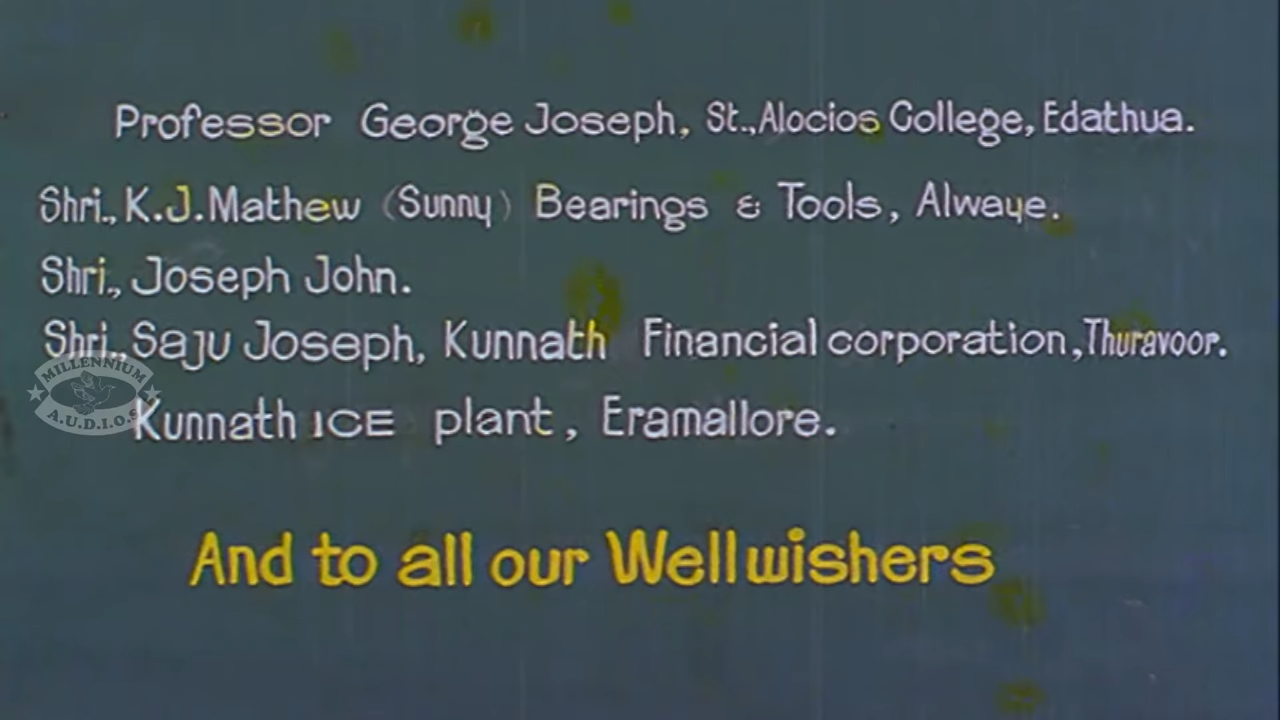 Professor George Joseph, St.,Alocios College, Edathua.
Shri., K.J.Mathew (Sunny) Bearings & Tools, Alwaye.
Shri., Joseph John.
Shri., Saju Joseph, Kunnath Financial corporation, Thuravoor.
MILLENNIUM
A.U.D.I.O.S
Kunnath ICE plant, Eramallore.
And to all our Wellwishers